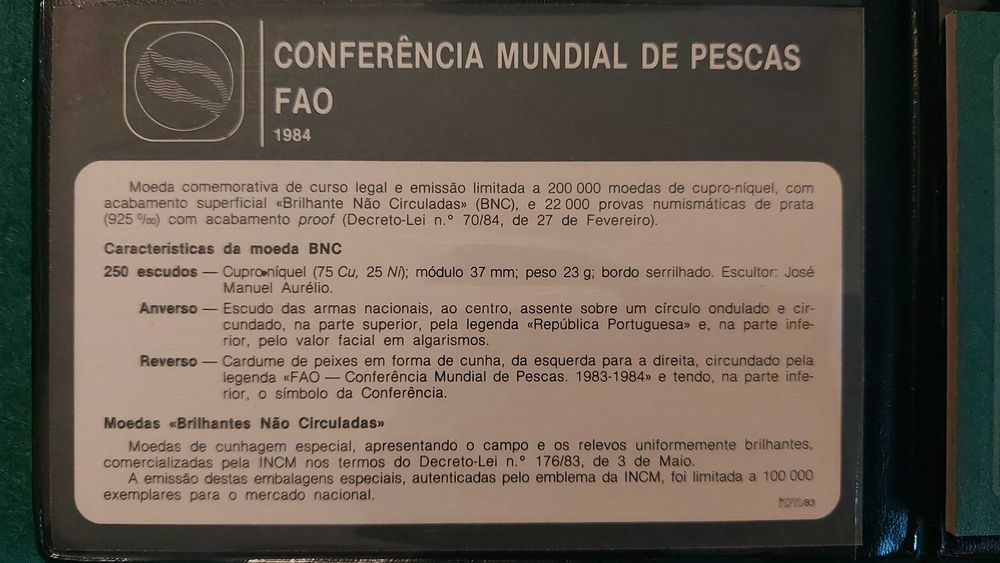 CONFERÊNCIA MUNDIAL DE PESCAS
FAO
1984
Moeda comemorativa de curso legal e emissão limitada a 200 000 moedas de cupro-níquel, com
acabamento superficial «Brilhante Não Circuladas» (BNC), e 22 000 provas numismáticas de prata
(925 ‰) com acabamento proof (Decreto-Lei n.° 70/84, de 27 de Fevereiro).
Características da moeda BNC
250 escudos — Cupro-níquel (75 Cu, 25 Ni); módulo 37 mm; peso 23 g; bordo serrilhado. Escultor: José
Manuel Aurélio.
Anverso — Escudo das armas nacionais, ao centro, assente sobre um círculo ondulado e cir-
cundado, na parte superior, pela legenda «República Portuguesa» e, na parte infe-
rior, pelo valor facial em algarismos.
Reverso — Cardume de peixes em forma de cunha, da esquerda para a direita, circundado pela
legenda «FAO — Conferência Mundial de Pescas. 1983-1984» e tendo, na parte infe-
rior, o símbolo da Conferência.
Moedas «Brilhantes Não Circuladas»
Moedas de cunhagem especial, apresentando o campo e os relevos uniformemente brilhantes,
comercializadas pela INCM nos termos do Decreto-Lei n.° 176/83, de 3 de Maio.
A emissão destas embalagens especiais, autenticadas pelo emblema da INCM, foi limitada a 100 000
exemplares para o mercado nacional.
/83